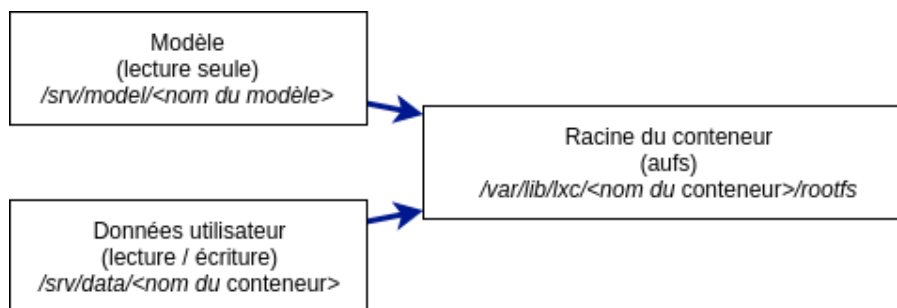 Modèle
(lecture seule)
/srv/model/<nom du modèle>
Racine du conteneur
(aufs)
/var/lib/lxc/<nom du conteneur>/rootfs
Données utilisateur
(lecture / écriture)
/srv/data/<nom du conteneur>